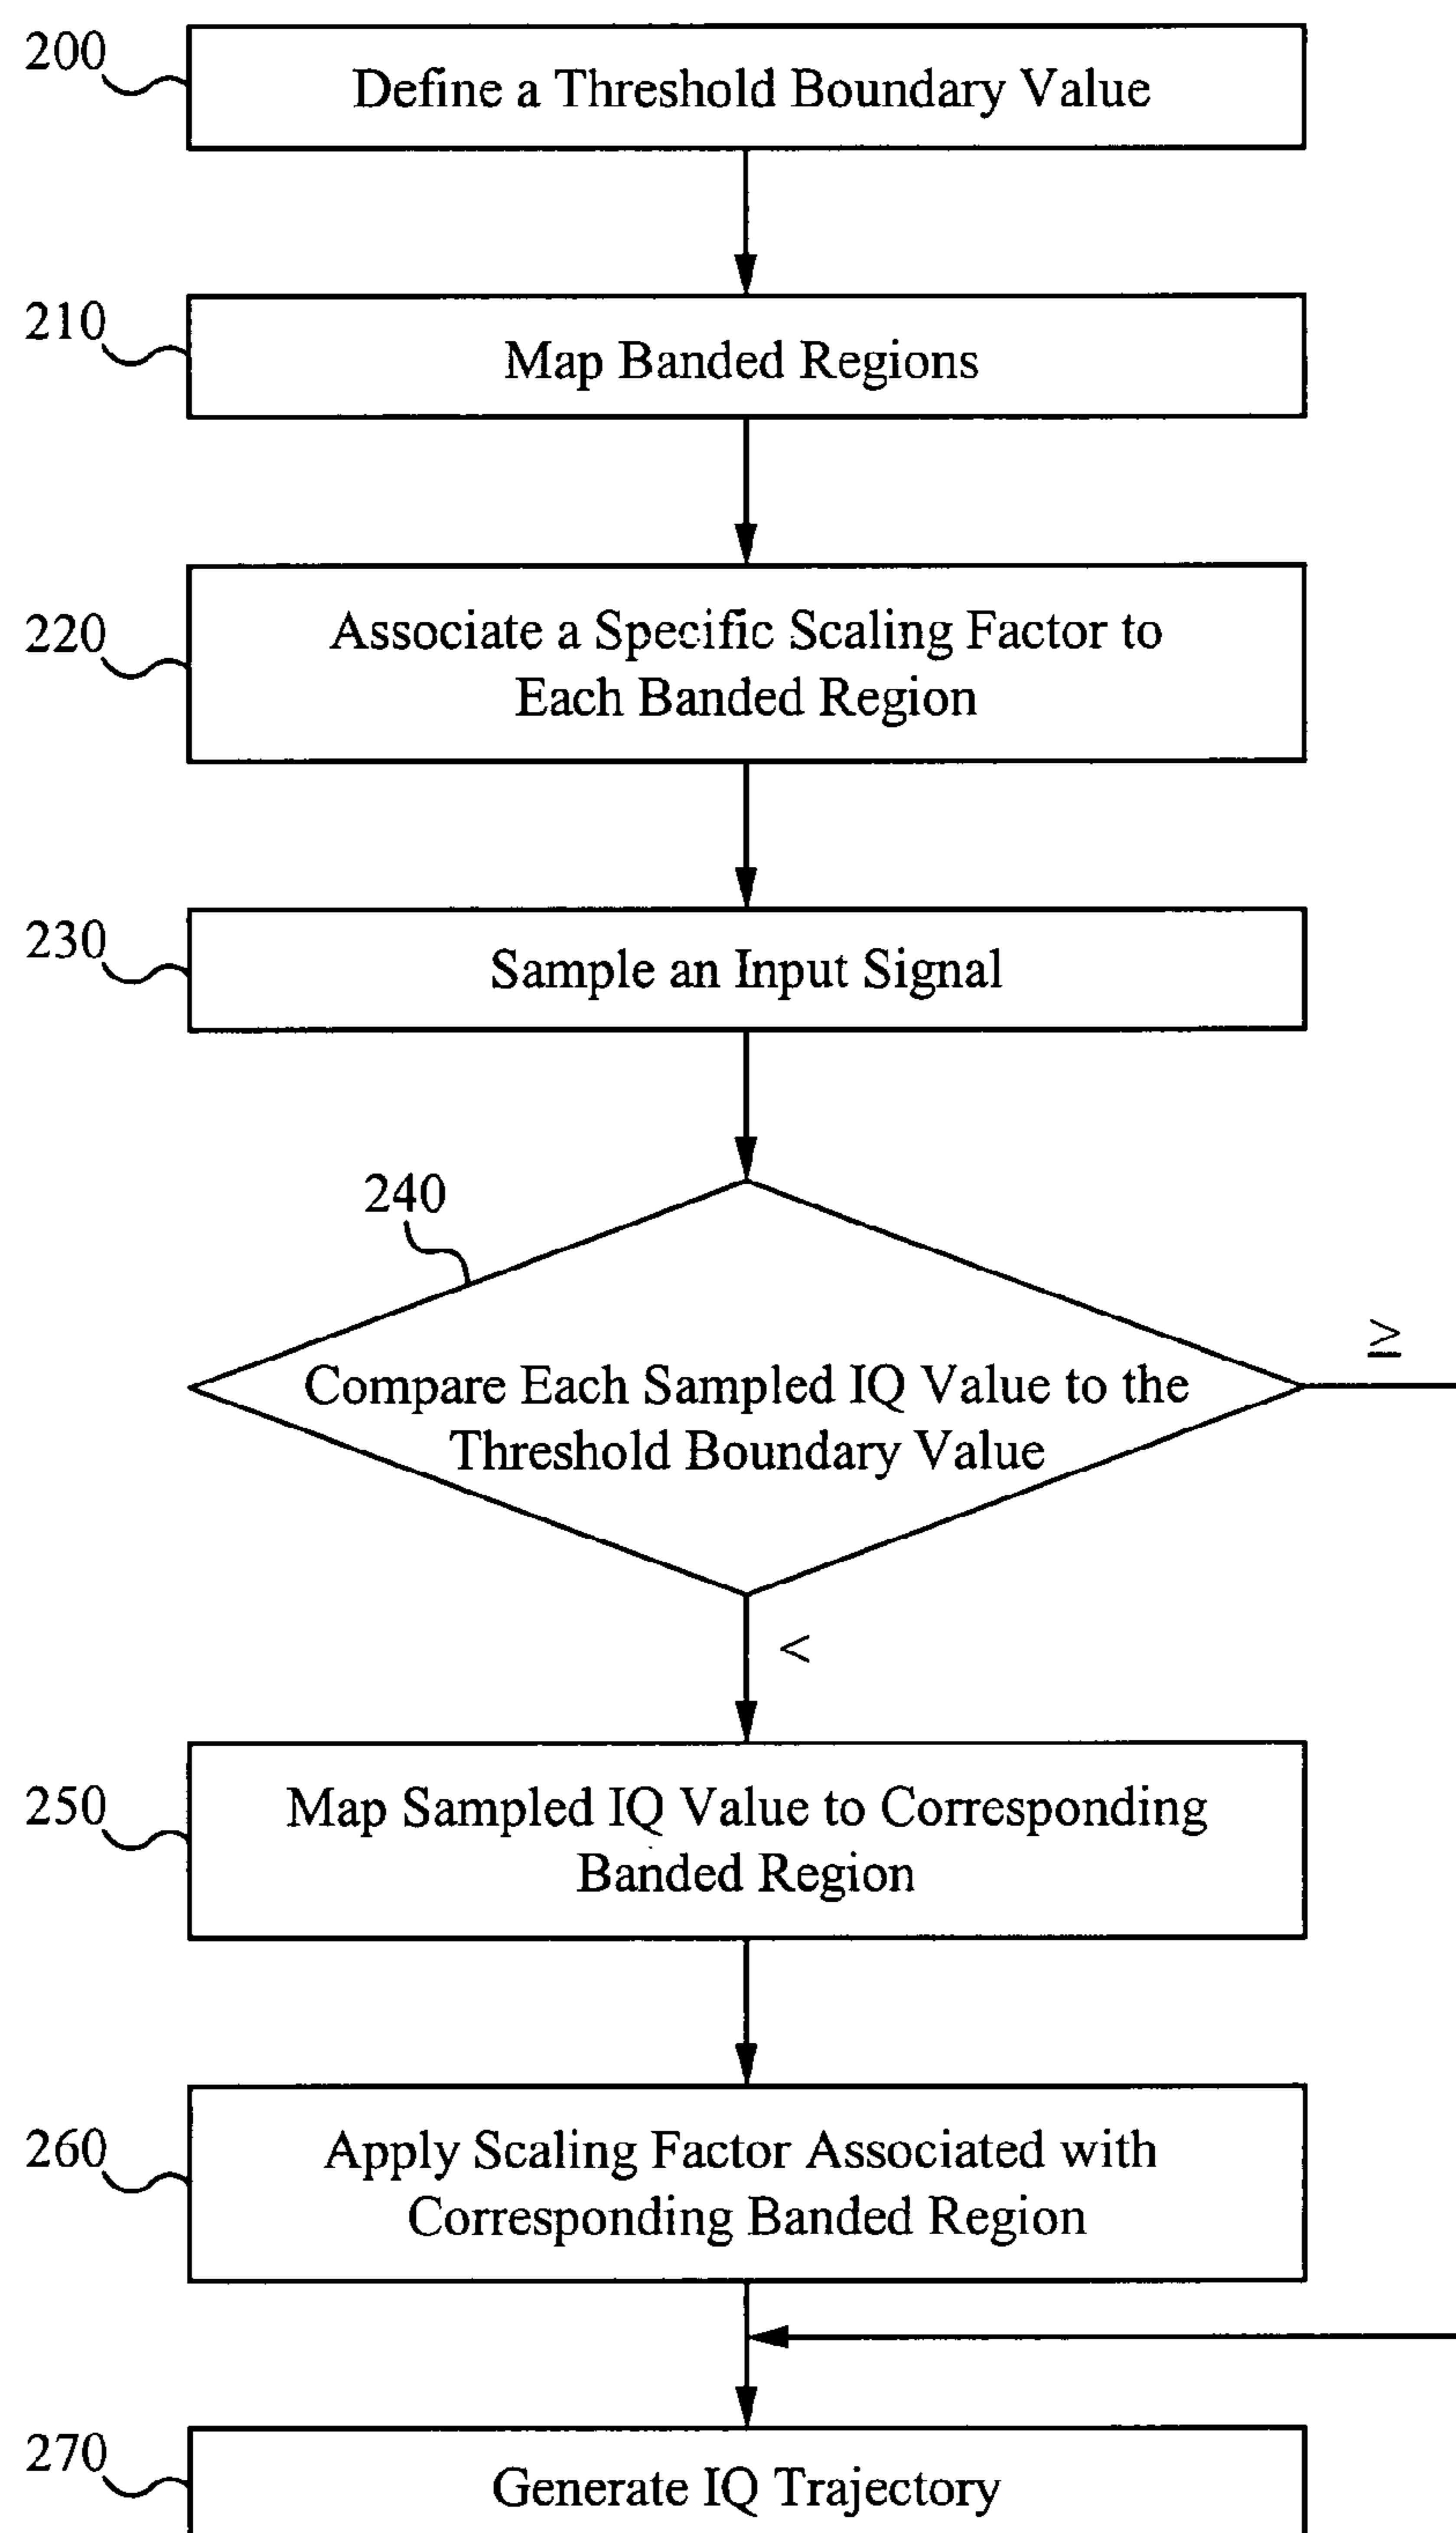 200
Define a Threshold Boundary Value
210
Map Banded Regions
220
Associate a Specific Scaling Factor to
Each Banded Region
230
Sample an Input Signal
240
Compare Each Sampled IQ Value to the
Threshold Boundary Value
≥
<
250
Map Sampled IQ Value to Corresponding
Banded Region
260
Apply Scaling Factor Associated with
Corresponding Banded Region
270
Generate IQ Trajectory